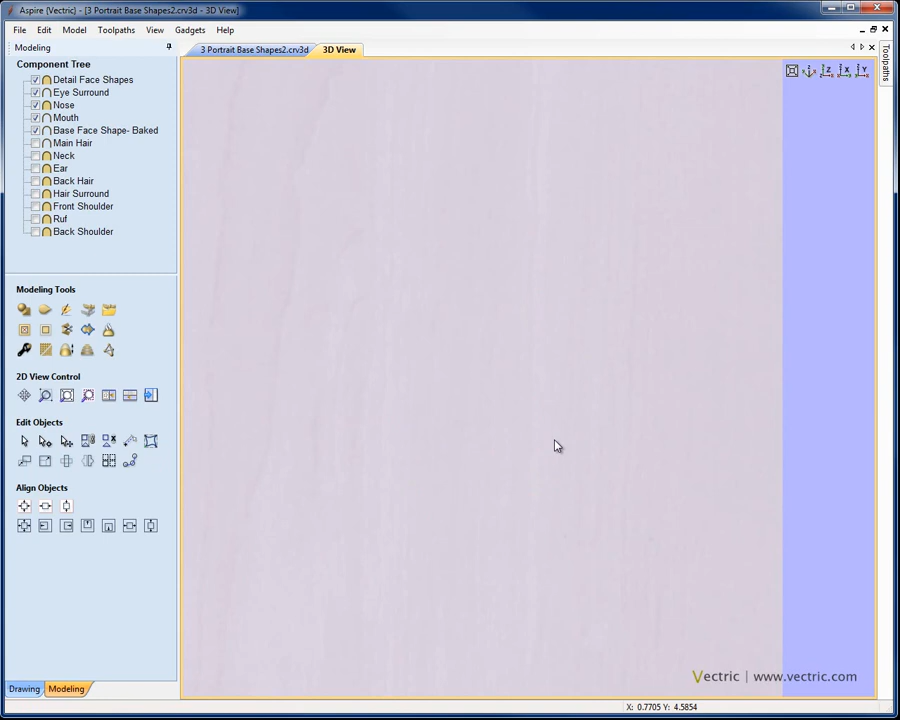 Aspire {Vectric} - [3 Portrait Base Shapes2.crv3d - 3D View]
File Edit Model Toolpaths View Gadgets Help
Modeling
3 Portrait Base Shapes2.crv3d 3D View
Toolpaths
Component Tree
Detail Face Shapes
Eye Surround
Nose
Mouth
Base Face Shape- Baked
Main Hair
Neck
Ear
Back Hair
Hair Surround
Front Shoulder
Ruf
Back Shoulder
Modeling Tools
2D View Control
Edit Objects
Align Objects
Vectric | www.vectric.com
Drawing Modeling
X: 0.7705 Y: 4.5854